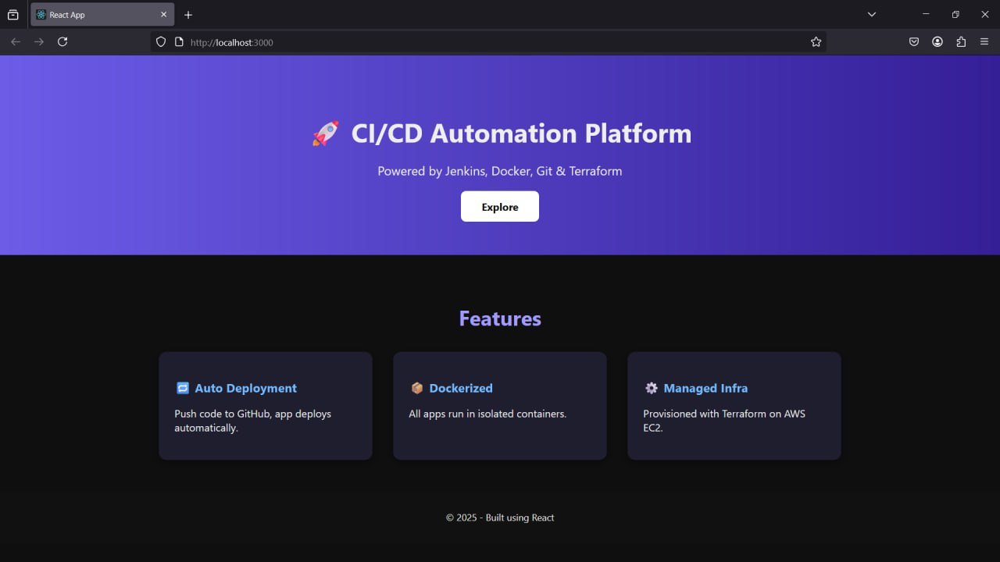 React App
http://localhost:3000
🚀 CI/CD Automation Platform
Powered by Jenkins, Docker, Git & Terraform
Explore
Features
🔁 Auto Deployment
Push code to GitHub, app deploys
automatically.
📦 Dockerized
All apps run in isolated containers.
⚙️ Managed Infra
Provisioned with Terraform on AWS
EC2.
© 2025 - Built using React